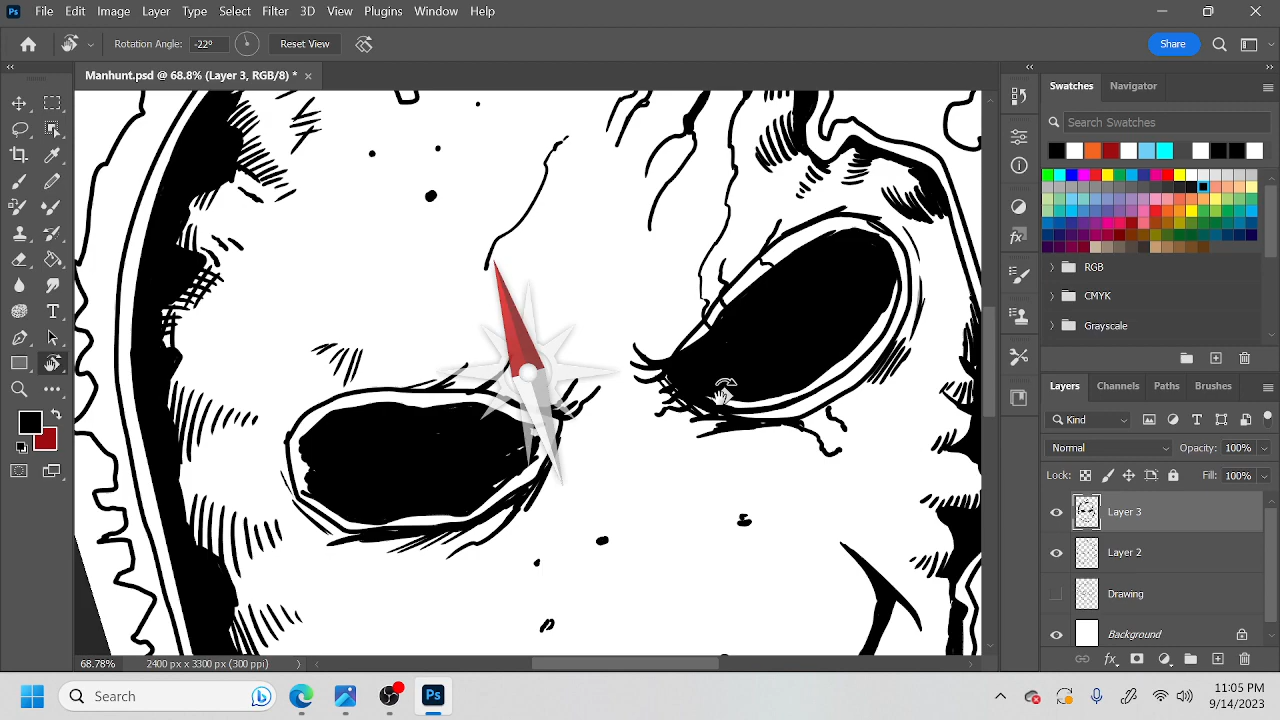 Ps File Edit Image Layer Type Select Filter 3D View Plugins Window Help
Rotation Angle: -22° Reset View Share
Manhunt.psd @ 68.8% (Layer 3, RGB/8) * ×
Swatches Navigator
Search Swatches
RGB
CMYK
Grayscale
Layers Channels Paths Brushes
Kind
Normal Opacity: 100%
Lock: Fill: 100%
Layer 3
Layer 2
Drawing
Background
68.78% 2400 px x 3300 px (300 ppi)
Search Ps 11:05 PM
9/14/2023